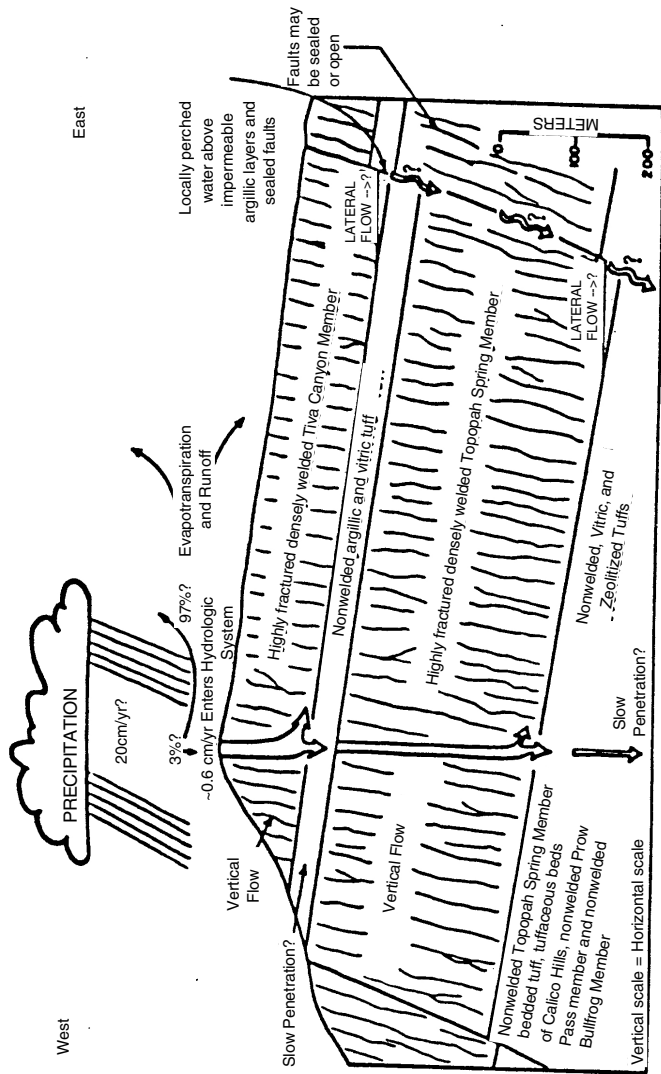 West
East
PRECIPITATION
20cm/yr?
3%?
97%?
~0.6 cm/yr Enters Hydrologic
System
Evapotranspiration
and Runoff
Locally perched
water above
impermeable
argillic layers and
sealed faults
Faults may
be sealed
or open
Vertical
Flow
Slow Penetration?
Highly fractured densely welded Tiva Canyon Member
LATERAL
FLOW -->?
?
Nonwelded argillic and vitric tuff
Vertical Flow
Highly fractured densely welded Topopah Spring Member
?
LATERAL
FLOW -->?
?
0
100
200
METERS
Nonwelded Topopah Spring Member
bedded tuff, tuffaceous beds
of Calico Hills, nonwelded Prow
Pass member and nonwelded
Bullfrog Member
Slow
Penetration?
Nonwelded, Vitric, and
- Zeolitized Tuffs
Vertical scale = Horizontal scale